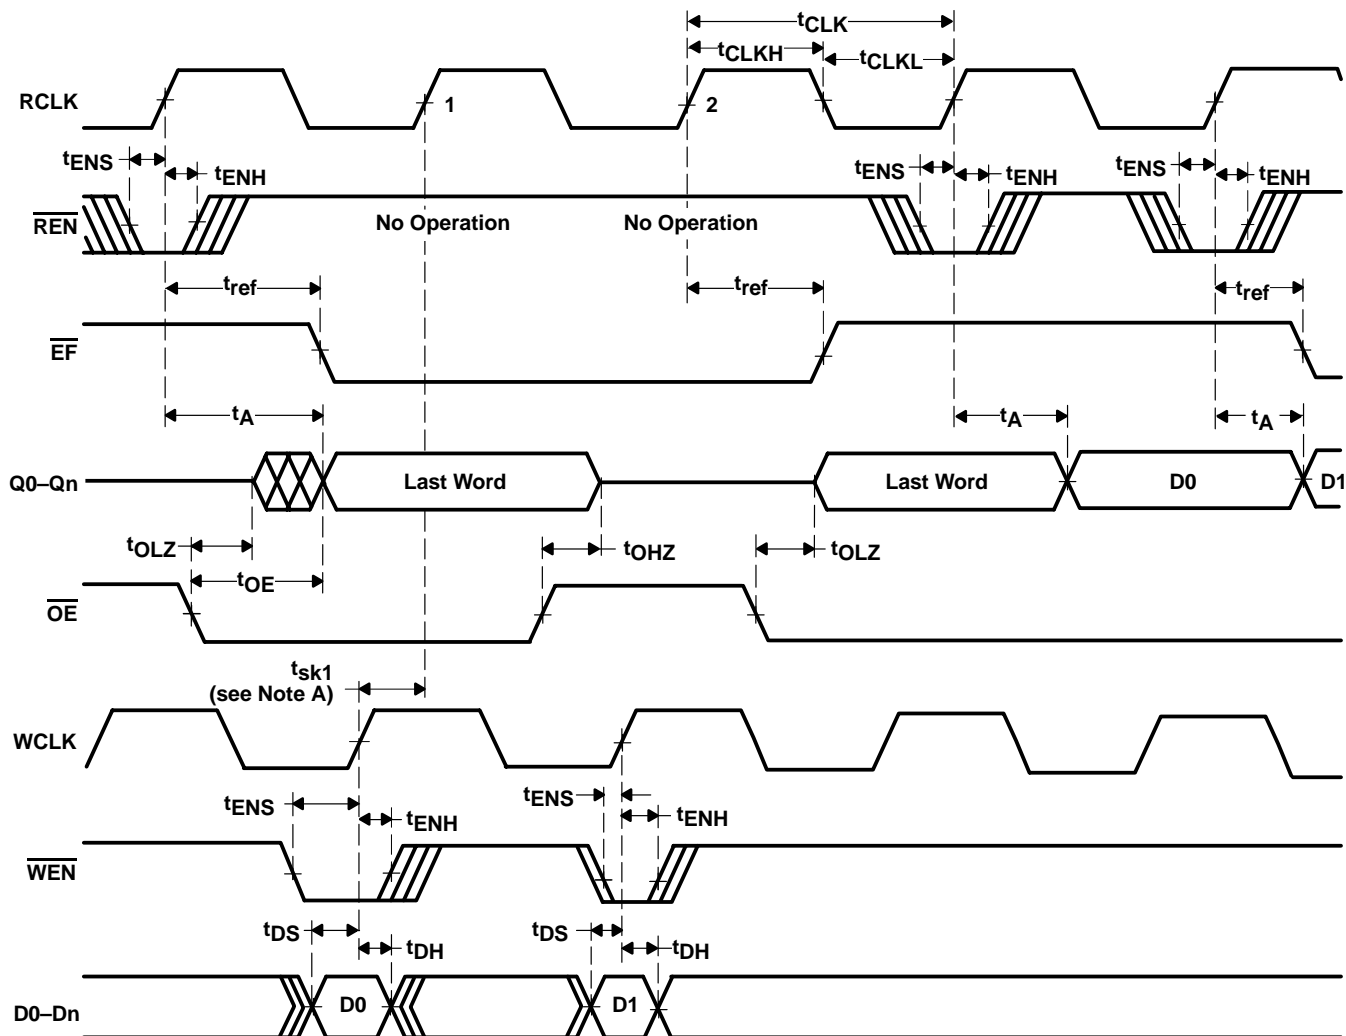 tCLK
tCLKH
tCLKL
RCLK
1
2
tENS
tENH
tENS
tENH
tENS
tENH
REN
No Operation
No Operation
tref
tref
tref
EF
tA
tA
tA
Q0–Qn
Last Word
Last Word
D0
D1
tOLZ
tOHZ
tOLZ
tOE
OE
tsk1
(see Note A)
WCLK
tENS
tENH
tENS
tENH
WEN
tDS
tDH
tDS
tDH
D0–Dn
D0
D1